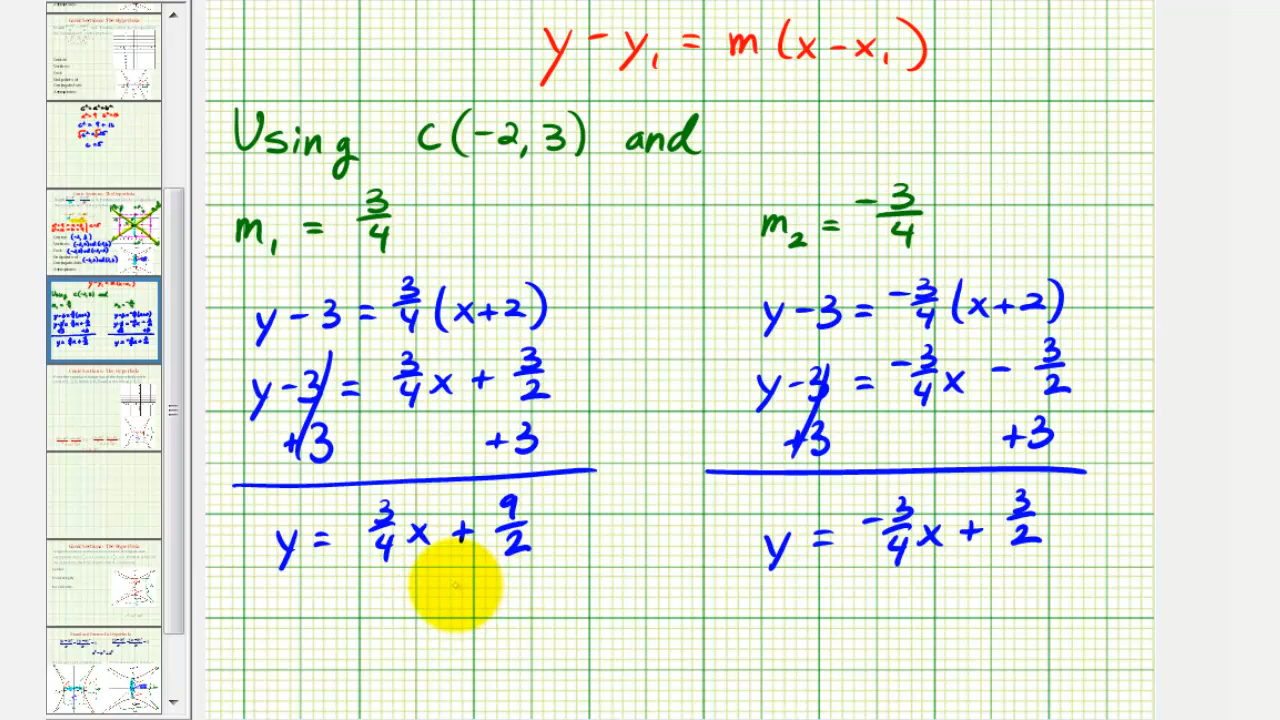 y - y₁ = m(x - x₁)
Using C(-2, 3) and
m₁ = 3/4
m₂ = -3/4
y - 3 = 3/4 (x + 2)
y - 3 = -3/4 (x + 2)
y - 3 = 3/4 x + 3/2
y - 3 = -3/4 x - 3/2
+3 +3
+3 +3
y = 3/4 x + 9/2
y = -3/4 x + 3/2